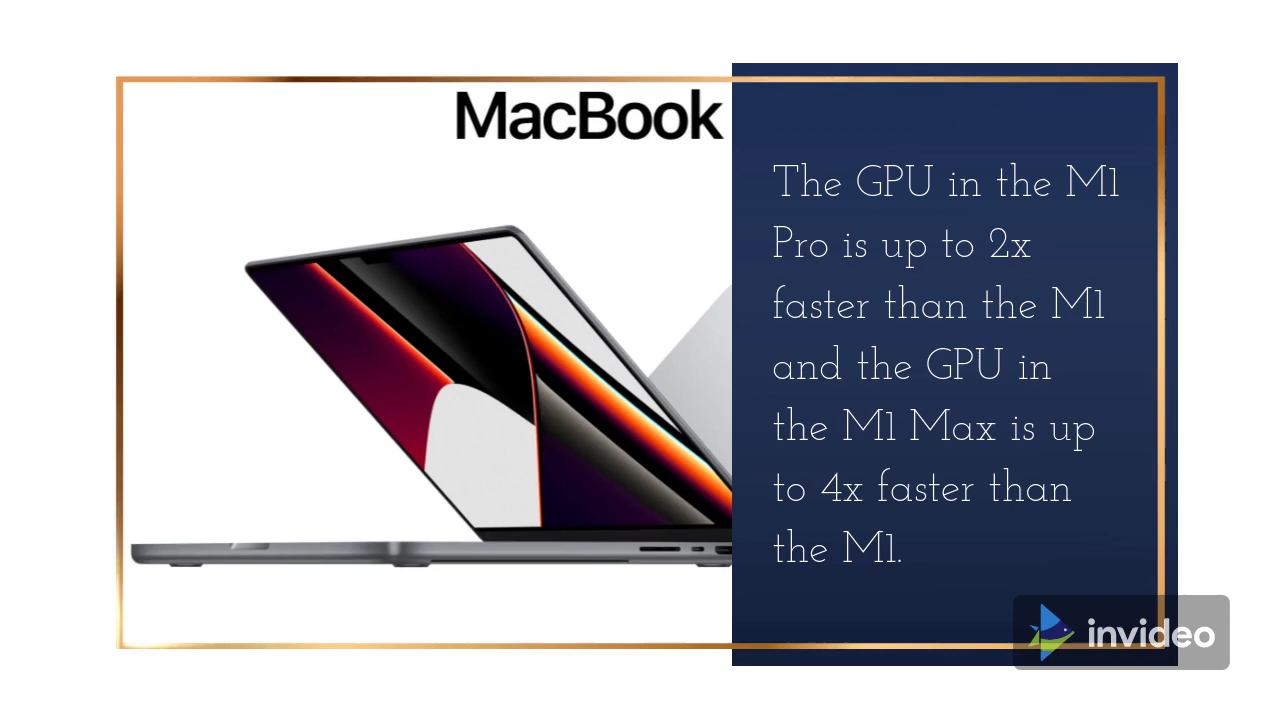 MacBook
The GPU in the M1
Pro is up to 2x
faster than the M1
and the GPU in
the M1 Max is up
to 4x faster than
the M1.
invideo